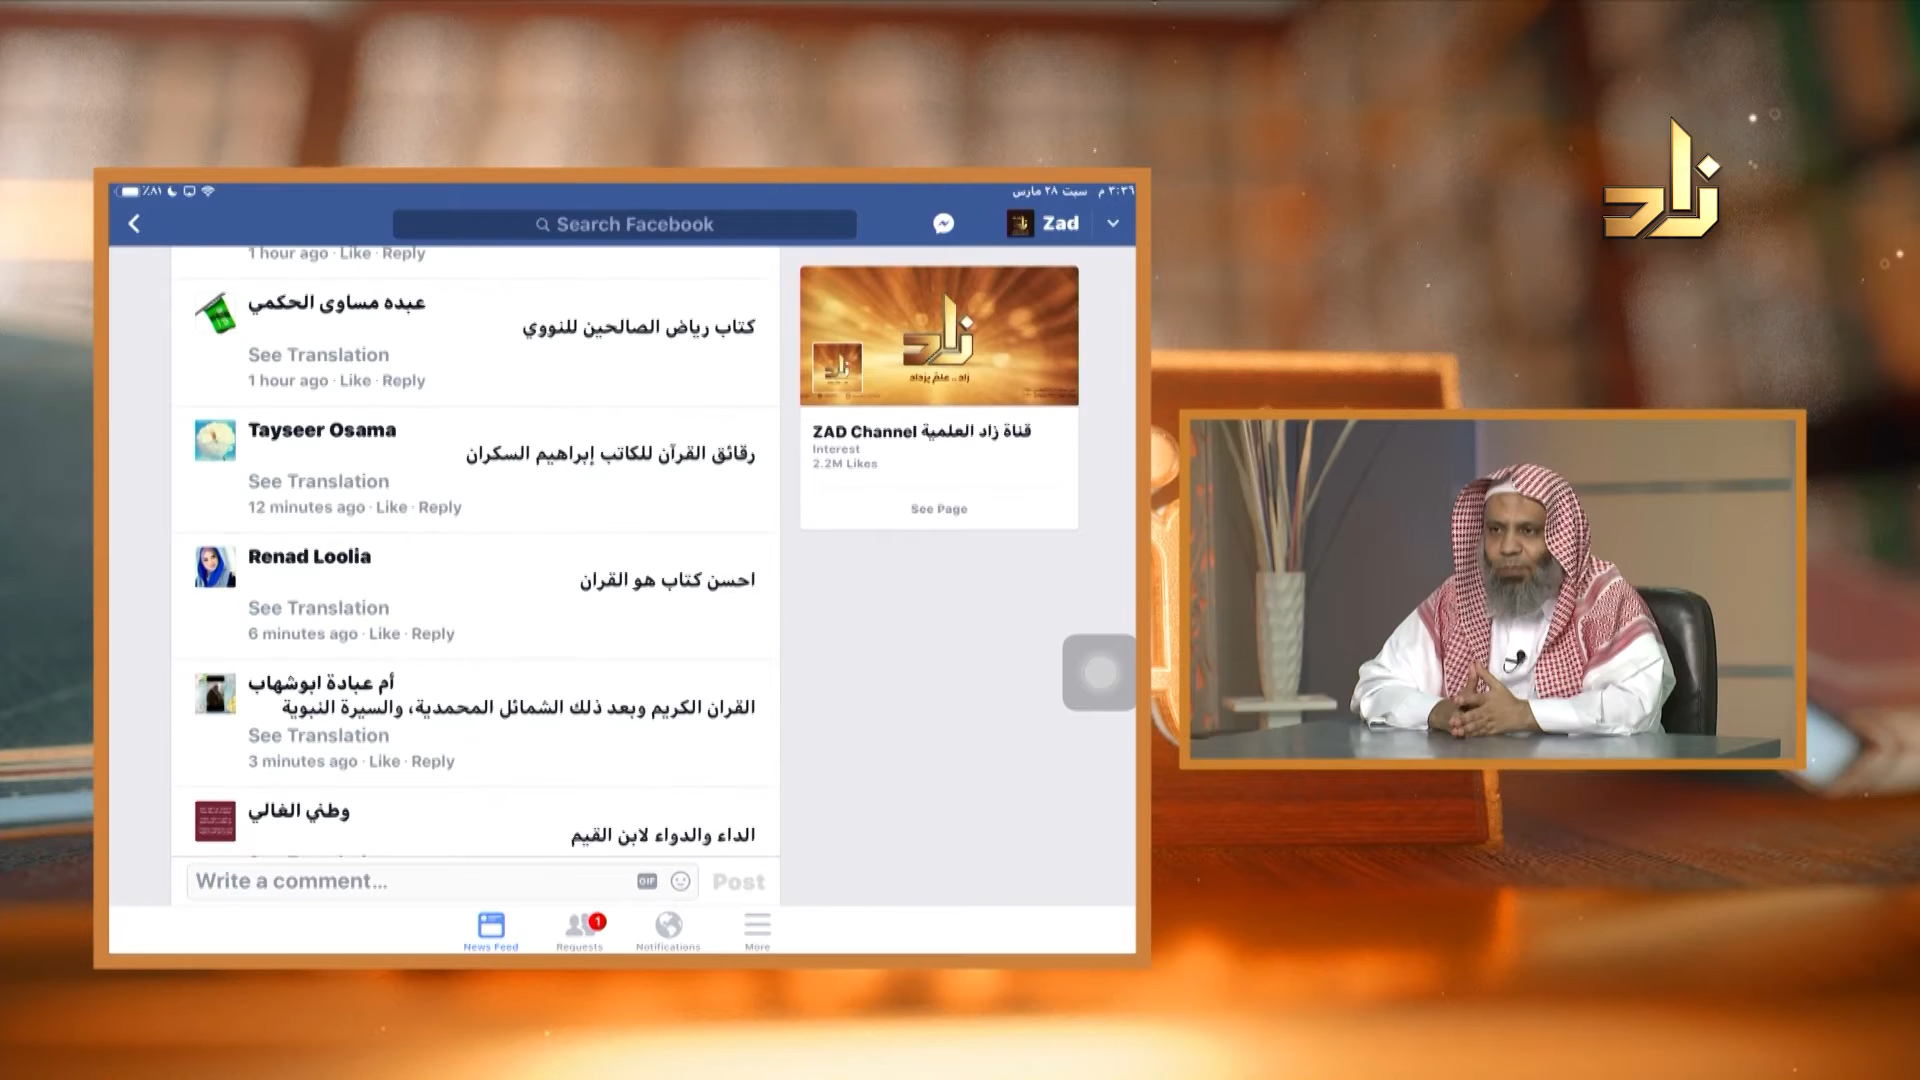 ٪٨١
٣:٣٦ م سبت ٢٨ مارس
Search Facebook
Zad
1 hour ago · Like · Reply
عبده مساوى الحكمي
كتاب رياض الصالحين للنووي
See Translation
1 hour ago · Like · Reply
Tayseer Osama
رقائق القرآن للكاتب إبراهيم السكران
See Translation
12 minutes ago · Like · Reply
Renad Loolia
احسن كتاب هو القران
See Translation
6 minutes ago · Like · Reply
أم عبادة ابوشهاب
القران الكريم وبعد ذلك الشمائل المحمدية، والسيرة النبوية
See Translation
3 minutes ago · Like · Reply
وطني الغالي
الداء والدواء لابن القيم
Write a comment...
GIF
Post
News Feed
1
Requests
Notifications
More
زاد
زاد
زاد .. علمٌ يزداد
ZAD Channel قناة زاد العلمية
Interest
2.2M Likes
See Page
زاد